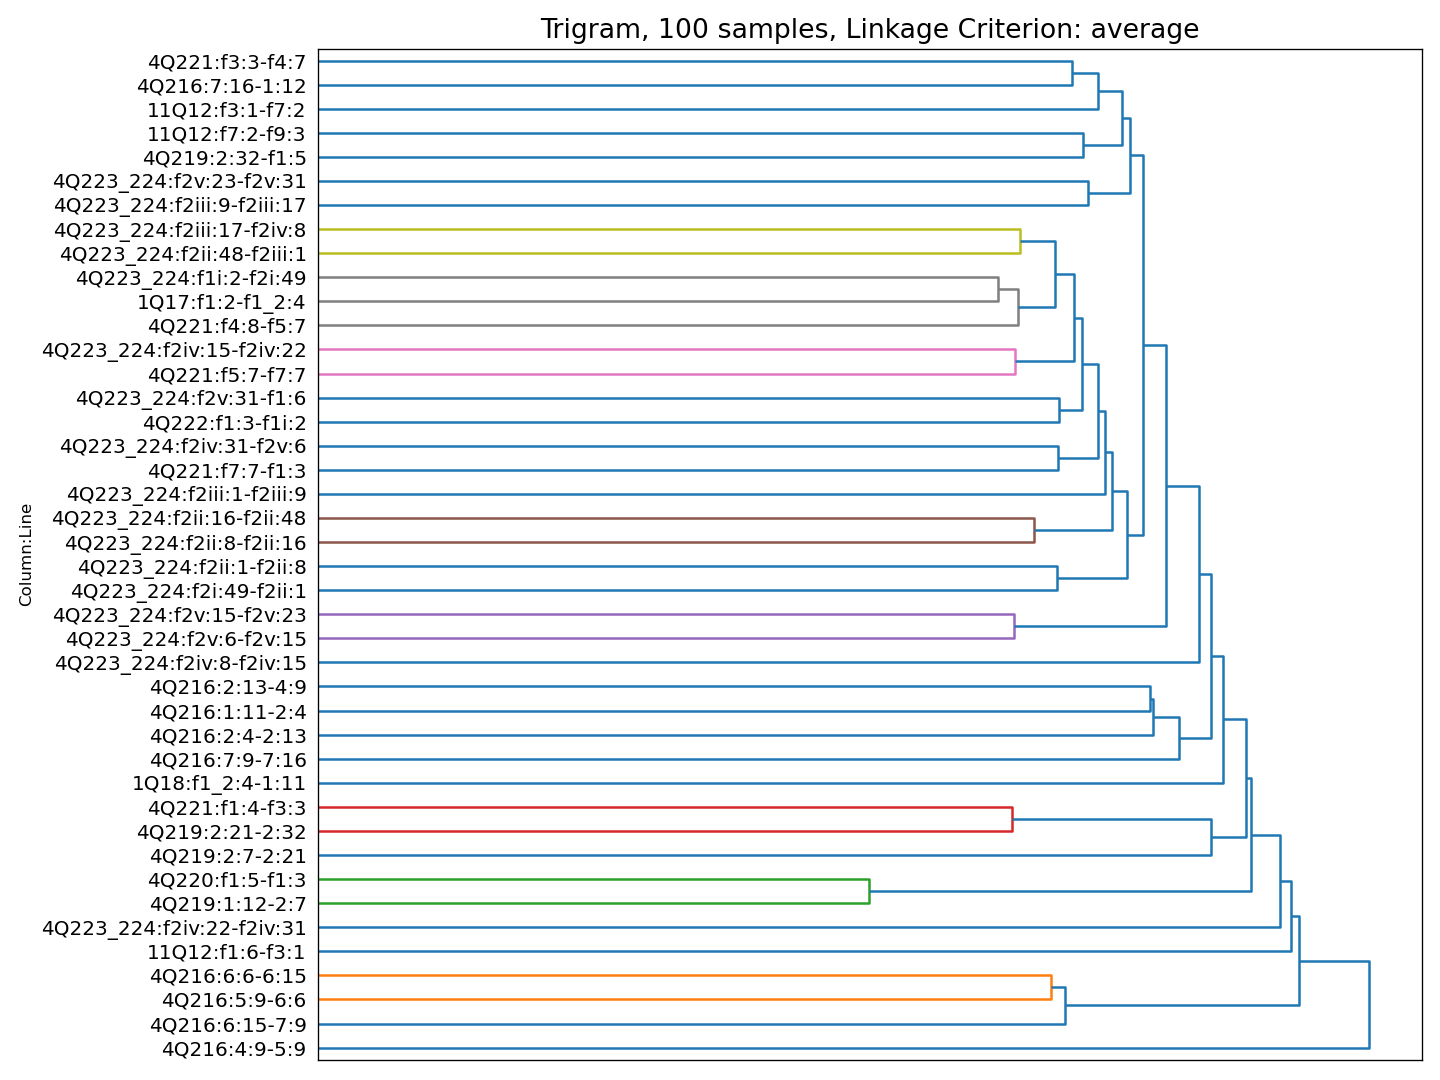 Trigram, 100 samples, Linkage Criterion: average
4Q221:f3:3-f4:7
4Q216:7:16-1:12
11Q12:f3:1-f7:2
11Q12:f7:2-f9:3
4Q219:2:32-f1:5
4Q223_224:f2v:23-f2v:31
4Q223_224:f2iii:9-f2iii:17
4Q223_224:f2iii:17-f2iv:8
4Q223_224:f2ii:48-f2iii:1
4Q223_224:f1i:2-f2i:49
1Q17:f1:2-f1_2:4
4Q221:f4:8-f5:7
4Q223_224:f2iv:15-f2iv:22
4Q221:f5:7-f7:7
4Q223_224:f2v:31-f1:6
4Q222:f1:3-f1i:2
4Q223_224:f2iv:31-f2v:6
4Q221:f7:7-f1:3
4Q223_224:f2iii:1-f2iii:9
4Q223_224:f2ii:16-f2ii:48
4Q223_224:f2ii:8-f2ii:16
4Q223_224:f2ii:1-f2ii:8
4Q223_224:f2i:49-f2ii:1
4Q223_224:f2v:15-f2v:23
4Q223_224:f2v:6-f2v:15
4Q223_224:f2iv:8-f2iv:15
4Q216:2:13-4:9
4Q216:1:11-2:4
4Q216:2:4-2:13
4Q216:7:9-7:16
1Q18:f1_2:4-1:11
4Q221:f1:4-f3:3
4Q219:2:21-2:32
4Q219:2:7-2:21
4Q220:f1:5-f1:3
4Q219:1:12-2:7
4Q223_224:f2iv:22-f2iv:31
11Q12:f1:6-f3:1
4Q216:6:6-6:15
4Q216:5:9-6:6
4Q216:6:15-7:9
4Q216:4:9-5:9
Column:Line